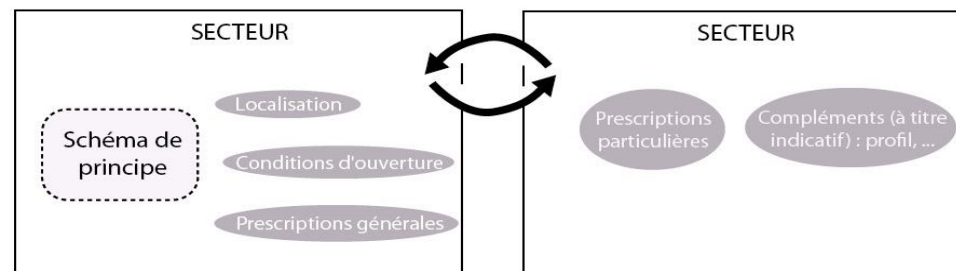 SECTEUR
Schéma de
principe
Localisation
Conditions d'ouverture
Prescriptions générales
SECTEUR
Prescriptions
particulières
Compléments (à titre
indicatif) : profil, ...